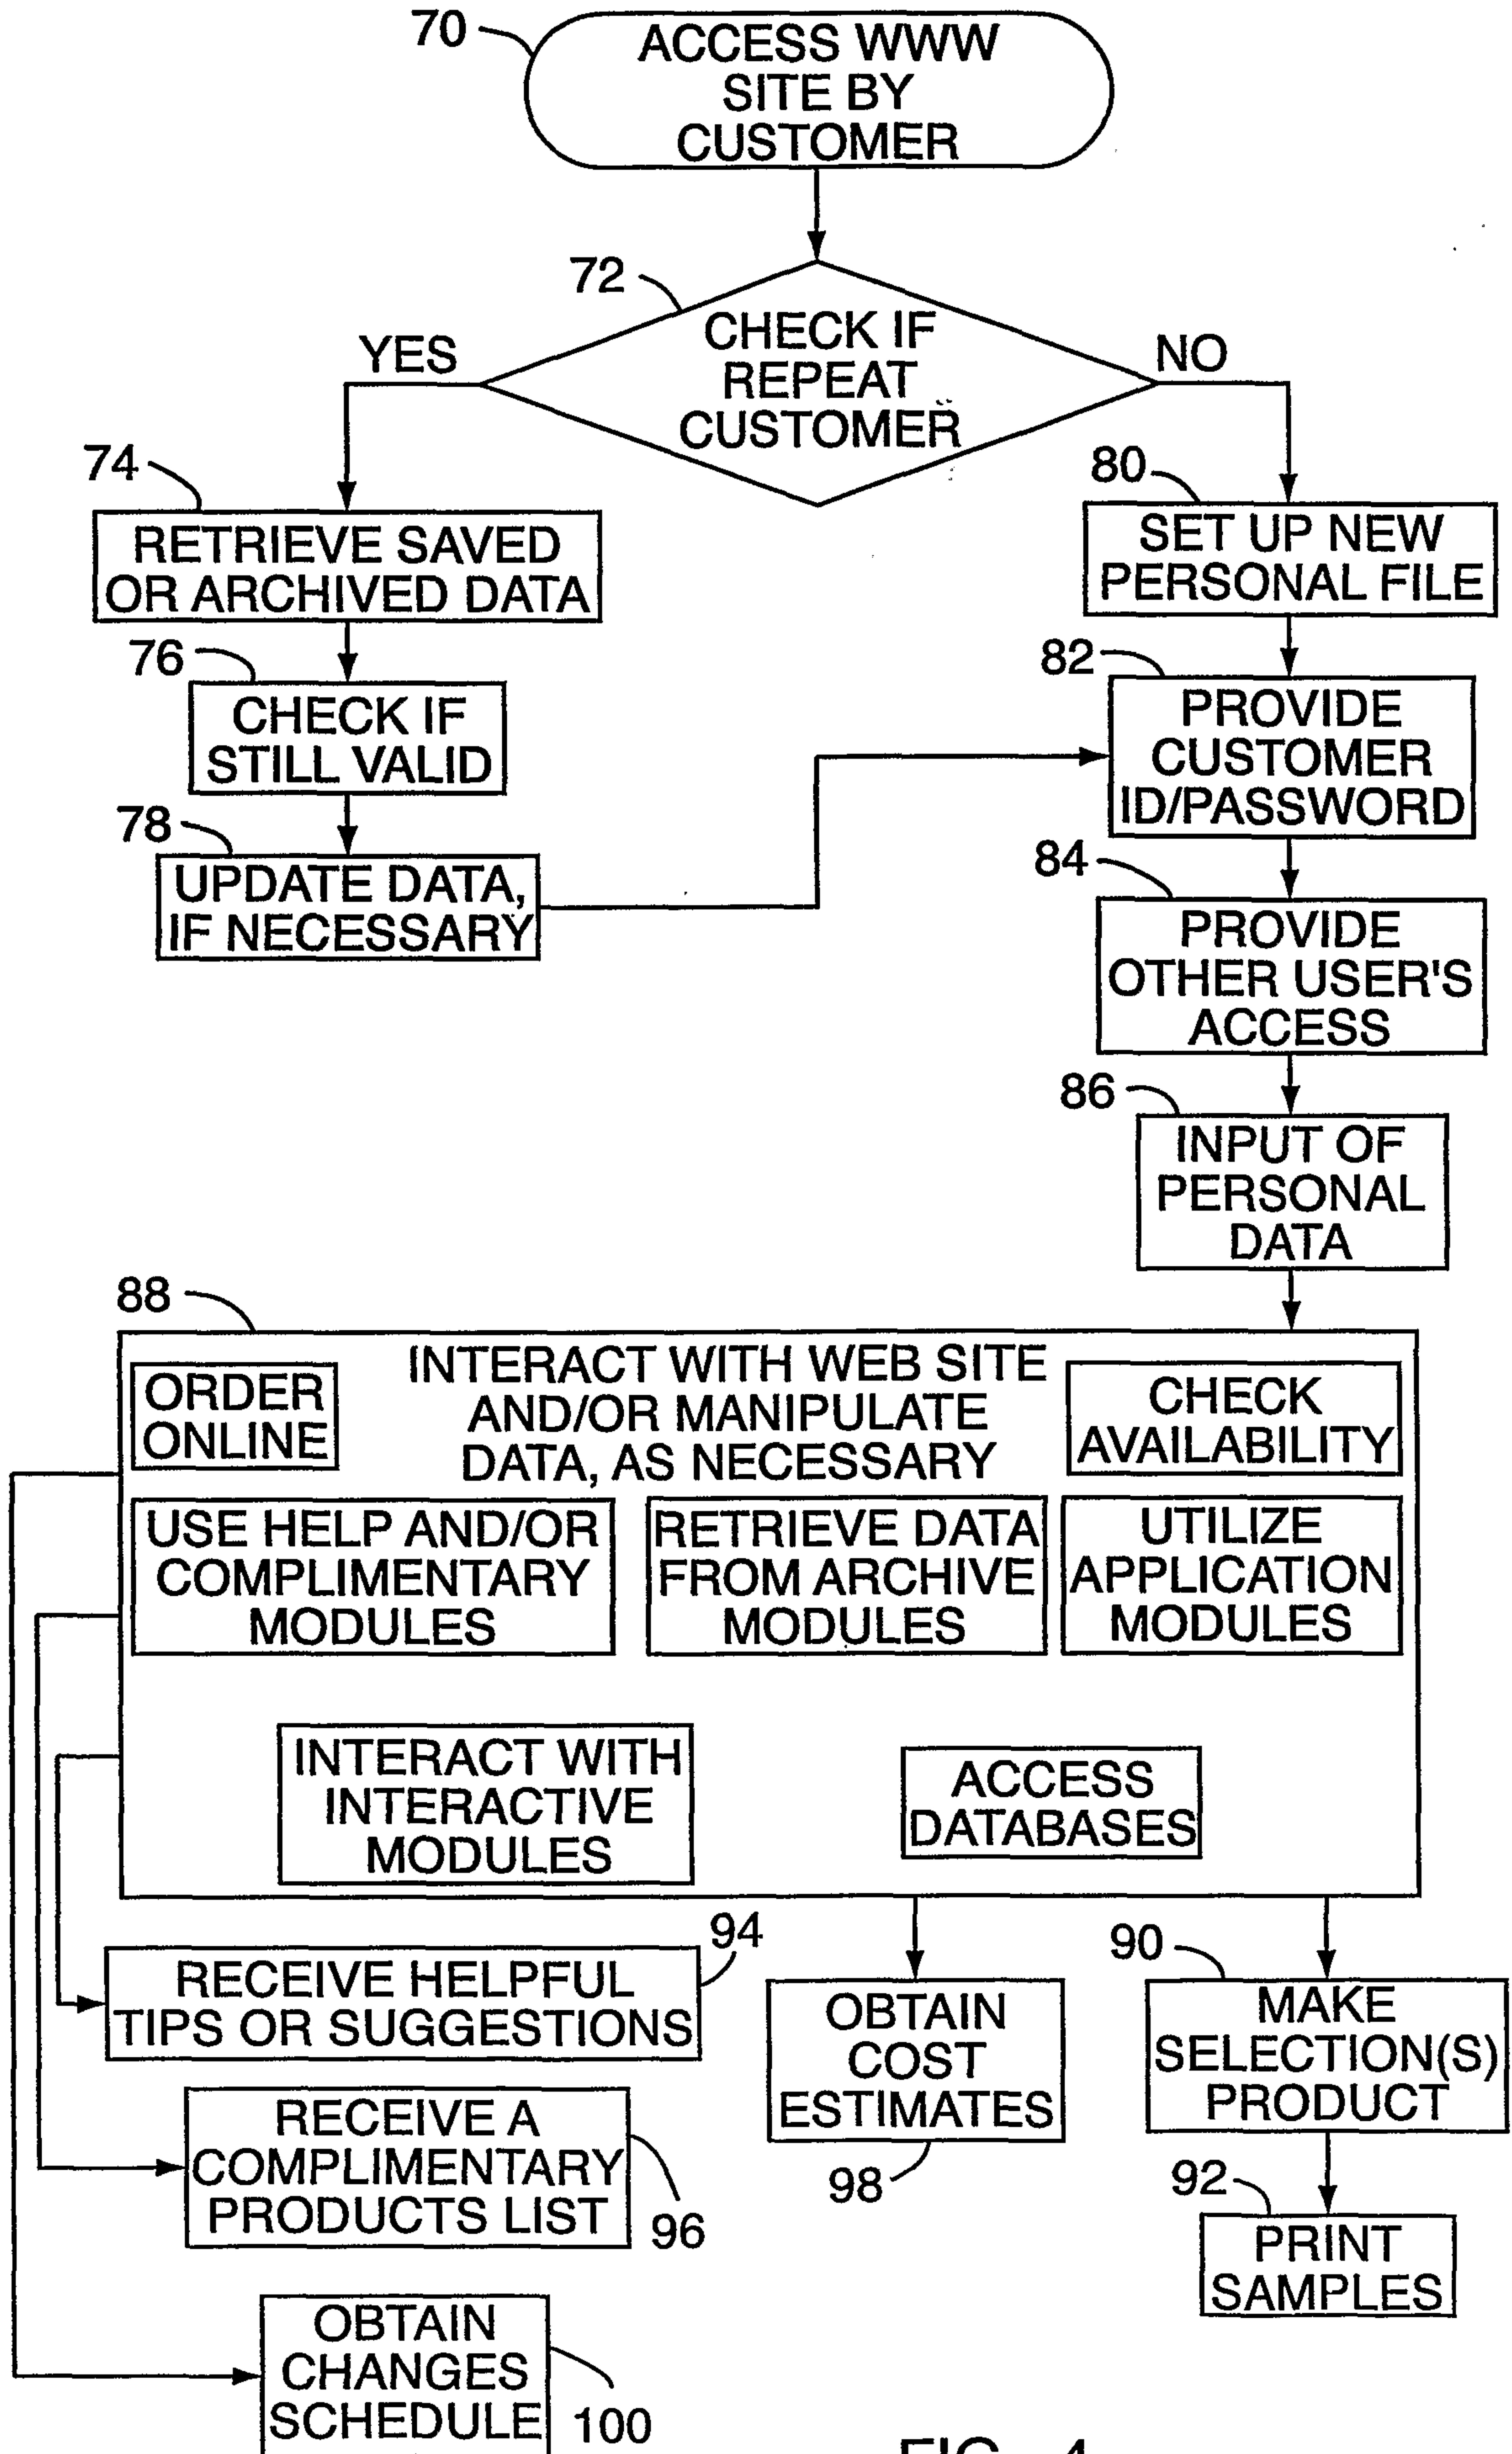 70
ACCESS WWW
SITE BY
CUSTOMER
72
CHECK IF
REPEAT
CUSTOMER
YES
NO
74
RETRIEVE SAVED
OR ARCHIVED DATA
76
CHECK IF
STILL VALID
78
UPDATE DATA,
IF NECESSARY
80
SET UP NEW
PERSONAL FILE
82
PROVIDE
CUSTOMER
ID/PASSWORD
84
PROVIDE
OTHER USER'S
ACCESS
86
INPUT OF
PERSONAL
DATA
88
INTERACT WITH WEB SITE
AND/OR MANIPULATE
DATA, AS NECESSARY
ORDER
ONLINE
CHECK
AVAILABILITY
USE HELP AND/OR
COMPLIMENTARY
MODULES
RETRIEVE DATA
FROM ARCHIVE
MODULES
UTILIZE
APPLICATION
MODULES
INTERACT WITH
INTERACTIVE
MODULES
ACCESS
DATABASES
94
RECEIVE HELPFUL
TIPS OR SUGGESTIONS
RECEIVE A
COMPLIMENTARY
PRODUCTS LIST
96
OBTAIN
COST
ESTIMATES
98
90
MAKE
SELECTION(S)
PRODUCT
92
PRINT
SAMPLES
OBTAIN
CHANGES
SCHEDULE
100
FIG. 4